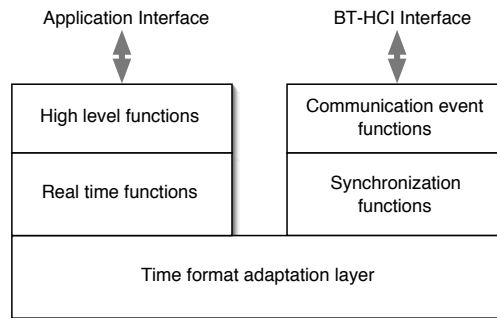 Application Interface
BT-HCI Interface
High level functions
Communication event
functions
Real time functions
Synchronization
functions
Time format adaptation layer